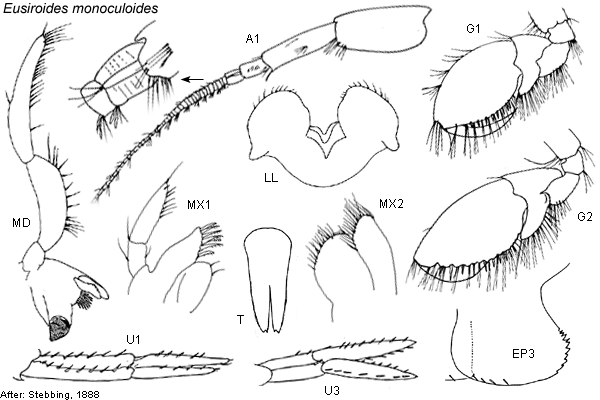 Eusiroides monoculoides
A1
G1
LL
MD
MX1
MX2
G2
T
U1
EP3
U3
After: Stebbing, 1888